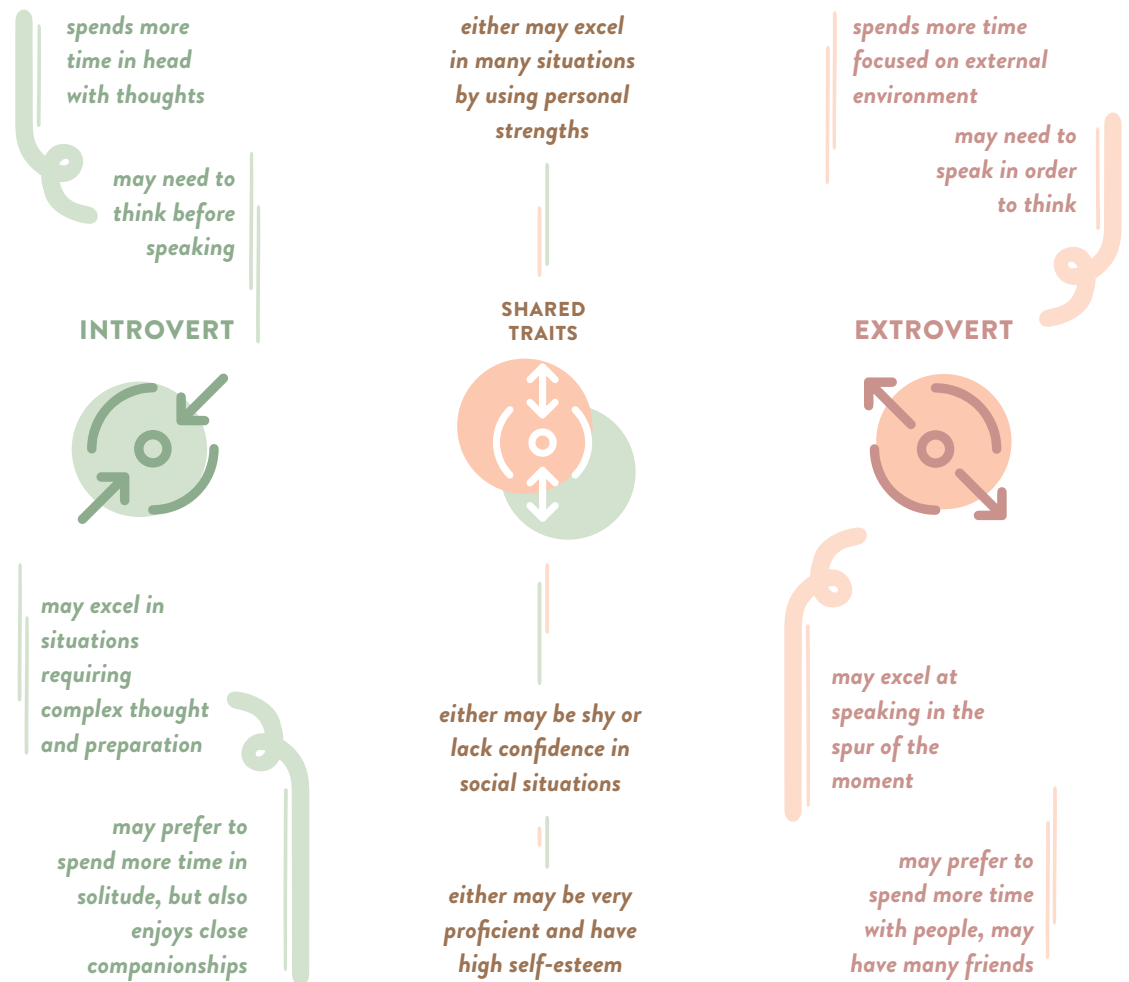 spends more
time in head
with thoughts
may need to
think before
speaking
INTROVERT
may excel in
situations
requiring
complex thought
and preparation
may prefer to
spend more time in
solitude, but also
enjoys close
companionships
either may excel
in many situations
by using personal
strengths
SHARED
TRAITS
either may be shy or
lack confidence in
social situations
either may be very
proficient and have
high self-esteem
spends more time
focused on external
environment
may need to
speak in order
to think
EXTROVERT
may excel at
speaking in the
spur of the
moment
may prefer to
spend more time
with people, may
have many friends